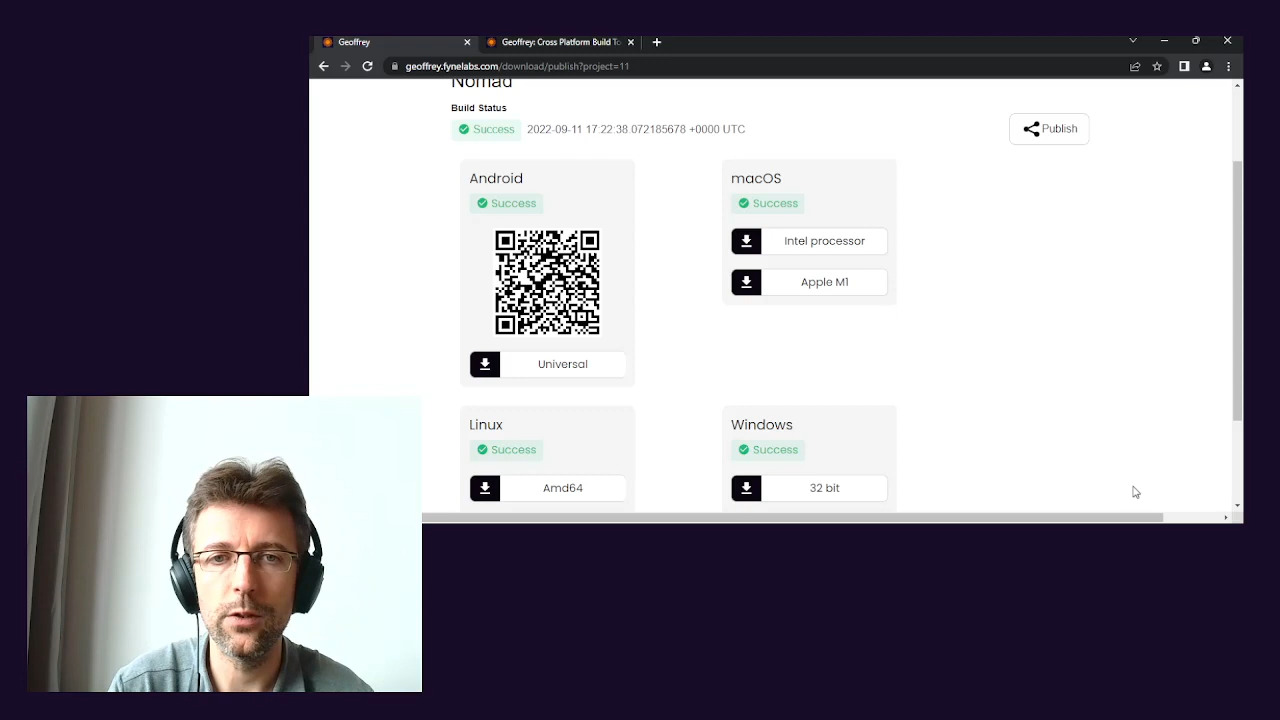 Geoffrey
Geoffrey: Cross Platform Build To
geoffrey.fynelabs.com/download/publish?project=11
Nomad
Build Status
Success 2022-09-11 17:22:38.072185678 +0000 UTC
Publish
Android
Success
Universal
macOS
Success
Intel processor
Apple M1
Linux
Success
Amd64
Windows
Success
32 bit